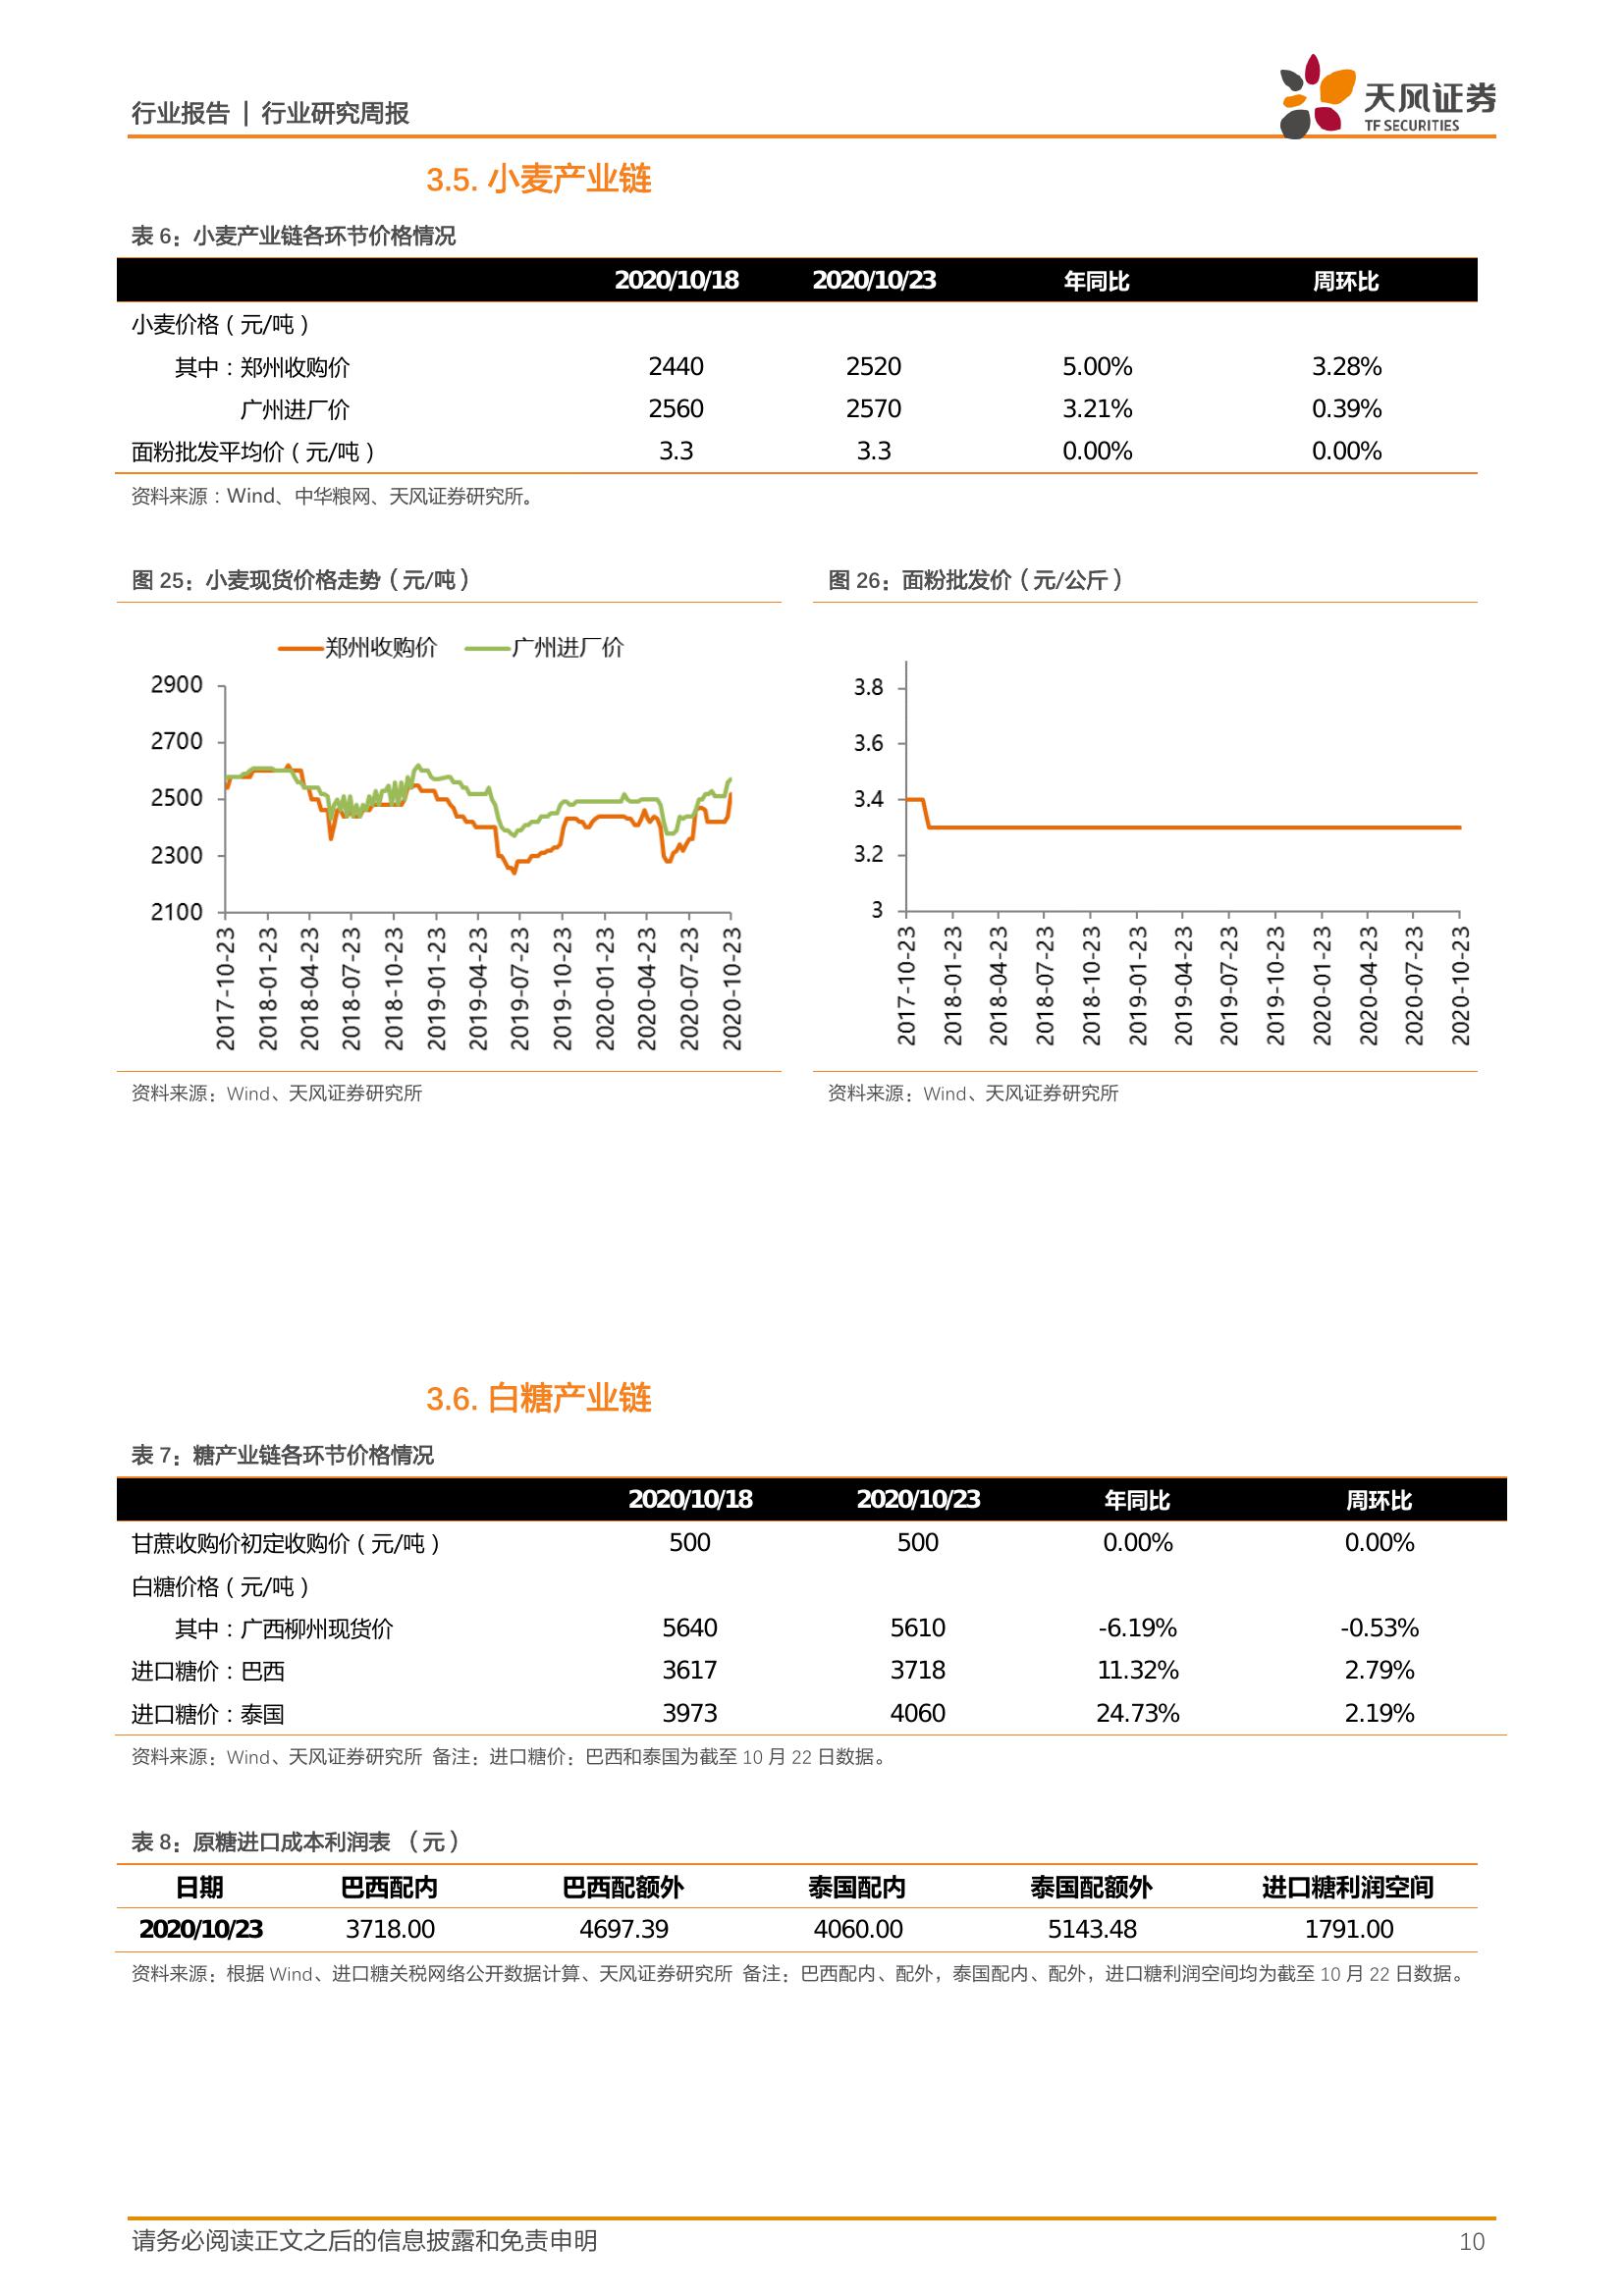 行业报告 | 行业研究周报
天风证券
TF SECURITIES
3.5. 小麦产业链
表 6：小麦产业链各环节价格情况
2020/10/18 2020/10/23 年同比 周环比
小麦价格（元/吨）
其中：郑州收购价 2440 2520 5.00% 3.28%
广州进厂价 2560 2570 3.21% 0.39%
面粉批发平均价（元/吨） 3.3 3.3 0.00% 0.00%
资料来源：Wind、中华粮网、天风证券研究所。
图 25：小麦现货价格走势（元/吨）
郑州收购价 广州进厂价
2900
2700
2500
2300
2100
2017-10-23
2018-01-23
2018-04-23
2018-07-23
2018-10-23
2019-01-23
2019-04-23
2019-07-23
2019-10-23
2020-01-23
2020-04-23
2020-07-23
2020-10-23
资料来源：Wind、天风证券研究所
图 26：面粉批发价（元/公斤）
3.8
3.6
3.4
3.2
3
2017-10-23
2018-01-23
2018-04-23
2018-07-23
2018-10-23
2019-01-23
2019-04-23
2019-07-23
2019-10-23
2020-01-23
2020-04-23
2020-07-23
2020-10-23
资料来源：Wind、天风证券研究所
3.6. 白糖产业链
表 7：糖产业链各环节价格情况
2020/10/18 2020/10/23 年同比 周环比
甘蔗收购价初定收购价（元/吨） 500 500 0.00% 0.00%
白糖价格（元/吨）
其中：广西柳州现货价 5640 5610 -6.19% -0.53%
进口糖价：巴西 3617 3718 11.32% 2.79%
进口糖价：泰国 3973 4060 24.73% 2.19%
资料来源：Wind、天风证券研究所 备注：进口糖价：巴西和泰国为截至 10 月 22 日数据。
表 8：原糖进口成本利润表 （元）
日期 巴西配内 巴西配额外 泰国配内 泰国配额外 进口糖利润空间
2020/10/23 3718.00 4697.39 4060.00 5143.48 1791.00
资料来源：根据 Wind、进口糖关税网络公开数据计算、天风证券研究所 备注：巴西配内、配外，泰国配内、配外，进口糖利润空间均为截至 10 月 22 日数据。
请务必阅读正文之后的信息披露和免责申明 10